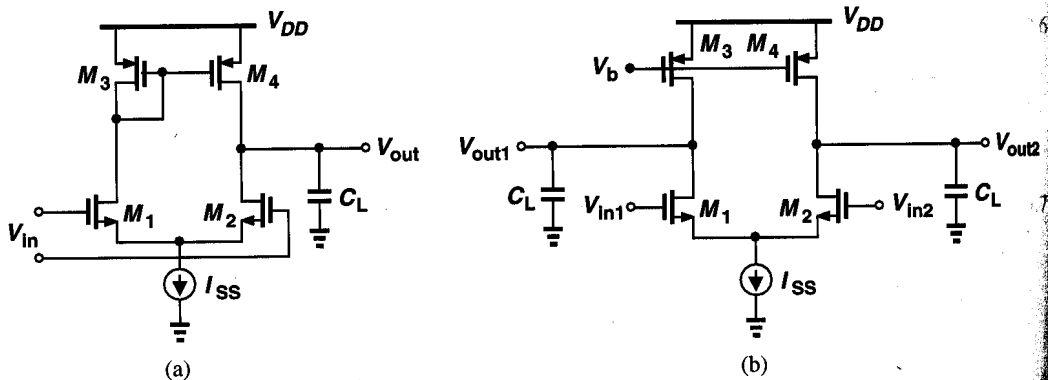 V_DD
M_3
M_4
V_out
C_L
M_1
M_2
V_in
I_SS
(a)
V_DD
M_3
M_4
V_b
V_out1
V_out2
C_L
V_in1
M_1
M_2
V_in2
C_L
I_SS
(b)